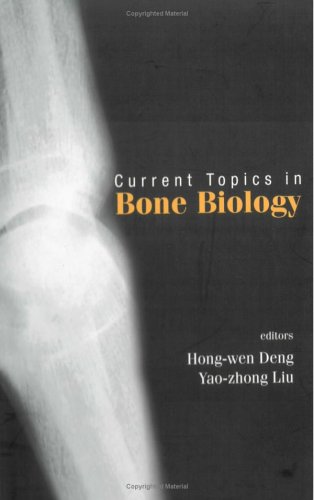 Copyrighted Material
Current Topics in
Bone Biology
editors
Hong-wen Deng
Yao-zhong Liu
Copyrighted Material